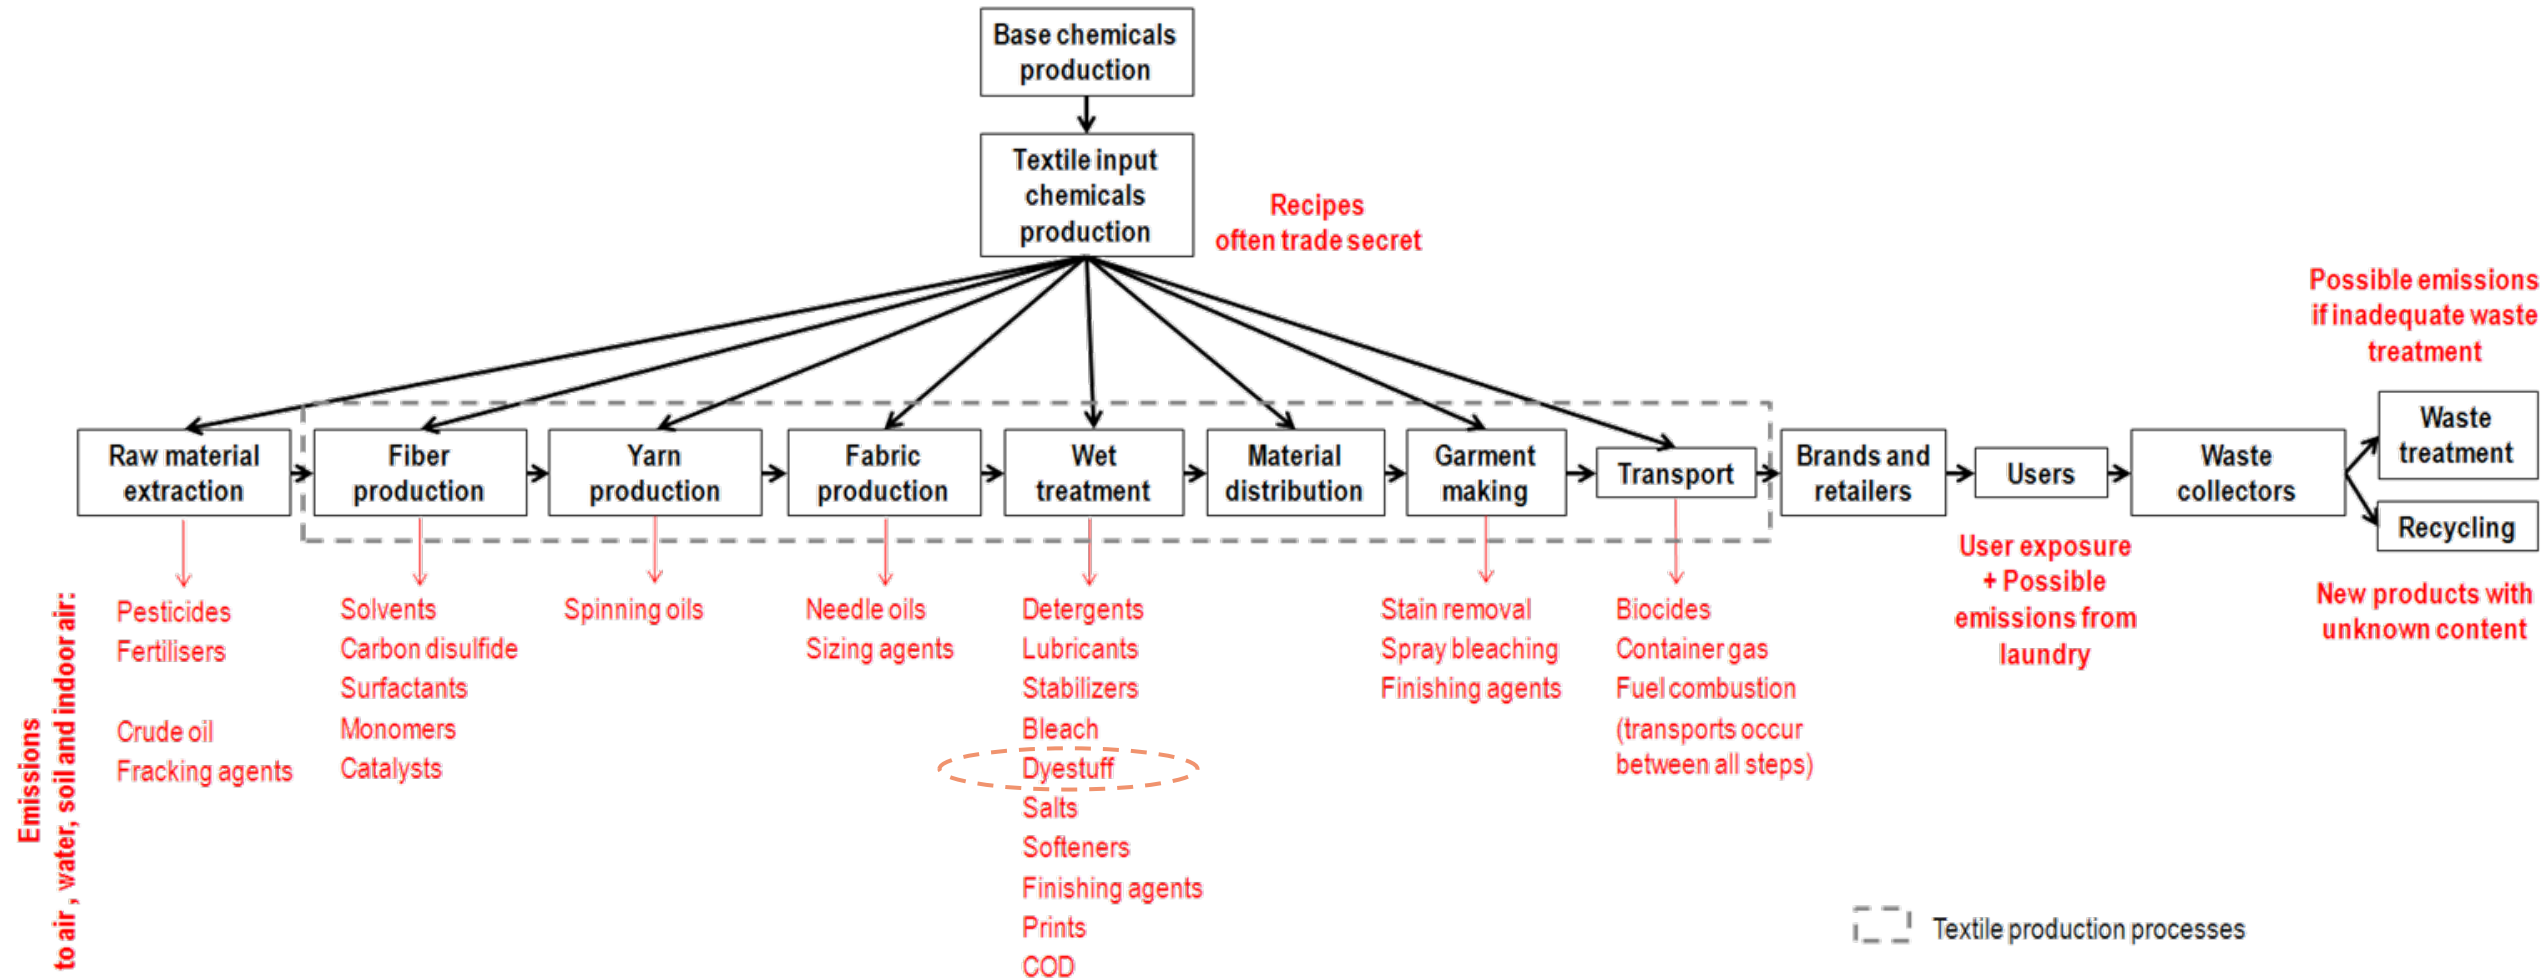 Base chemicals
production
Textile input
chemicals
production
Recipes
often trade secret
Possible emissions
if inadequate waste
treatment
Raw material
extraction
Fiber
production
Yarn
production
Fabric
production
Wet
treatment
Material
distribution
Garment
making
Transport
Brands and
retailers
Users
Waste
collectors
Waste
treatment
Recycling
User exposure
+ Possible
emissions from
laundry
New products with
unknown content
Emissions
to air , water, soil and indoor air:
Pesticides
Fertilisers
Crude oil
Fracking agents
Solvents
Carbon disulfide
Surfactants
Monomers
Catalysts
Spinning oils
Needle oils
Sizing agents
Detergents
Lubricants
Stabilizers
Bleach
Dyestuff
Salts
Softeners
Finishing agents
Prints
COD
Stain removal
Spray bleaching
Finishing agents
Biocides
Container gas
Fuel combustion
(transports occur
between all steps)
Textile production processes